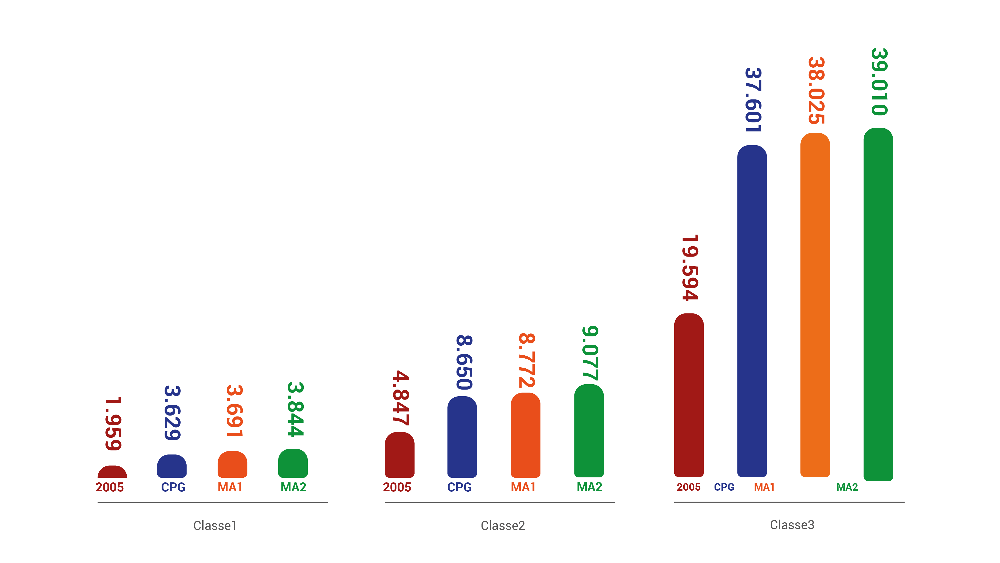 1.959
3.629
3.691
3.844
2005 CPG MA1 MA2
Classe1
4.847
8.650
8.772
9.077
2005 CPG MA1 MA2
Classe2
19.594
37.601
38.025
39.010
2005 CPG MA1 MA2
Classe3